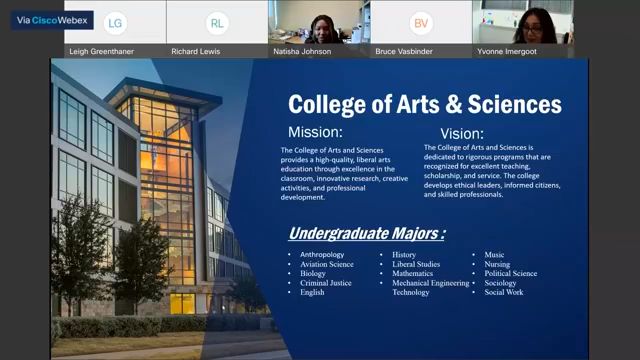 Via CiscoWebex
LG
RL
BV
Leigh Greenthaner
Richard Lewis
Natisha Johnson
Bruce Vasbinder
Yvonne Imergoot
College of Arts & Sciences
Mission:
The College of Arts and Sciences
provides a high-quality, liberal arts
education through excellence in the
classroom, innovative research, creative
activities, and professional
development.
Vision:
The College of Arts and Sciences is
dedicated to rigorous programs that are
recognized for excellent teaching,
scholarship, and service. The college
develops ethical leaders, informed citizens,
and skilled professionals.
Undergraduate Majors :
• Anthropology
• Aviation Science
• Biology
• Criminal Justice
• English
• History
• Liberal Studies
• Mathematics
• Mechanical Engineering
Technology
• Music
• Nursing
• Political Science
• Sociology
• Social Work